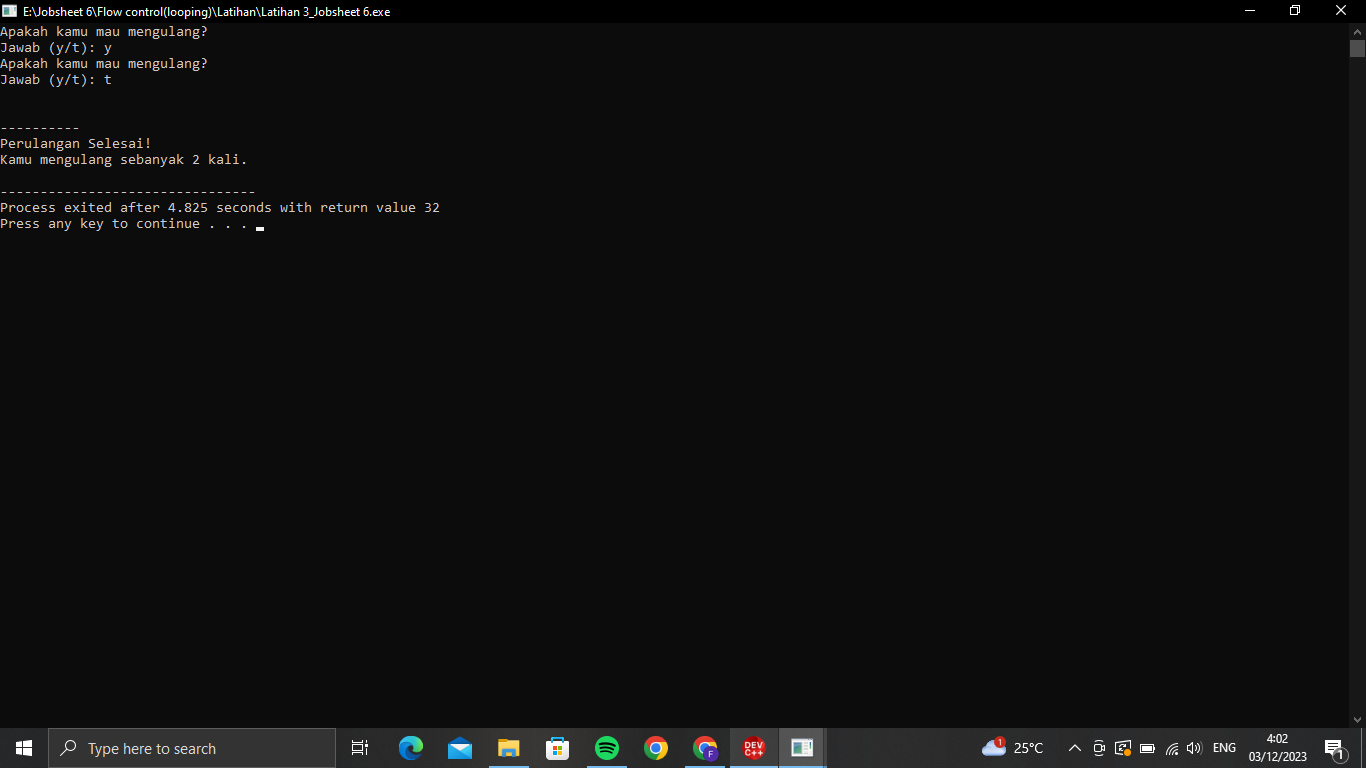 E:\Jobsheet 6\Flow control(looping)\Latihan\Latihan 3_Jobsheet 6.exe
Apakah kamu mau mengulang?
Jawab (y/t): y
Apakah kamu mau mengulang?
Jawab (y/t): t
----------
Perulangan Selesai!
Kamu mengulang sebanyak 2 kali.
--------------------------------
Process exited after 4.825 seconds with return value 32
Press any key to continue . . .
Type here to search
DEV
C++
F
1
25°C
ENG
4:02
03/12/2023
1